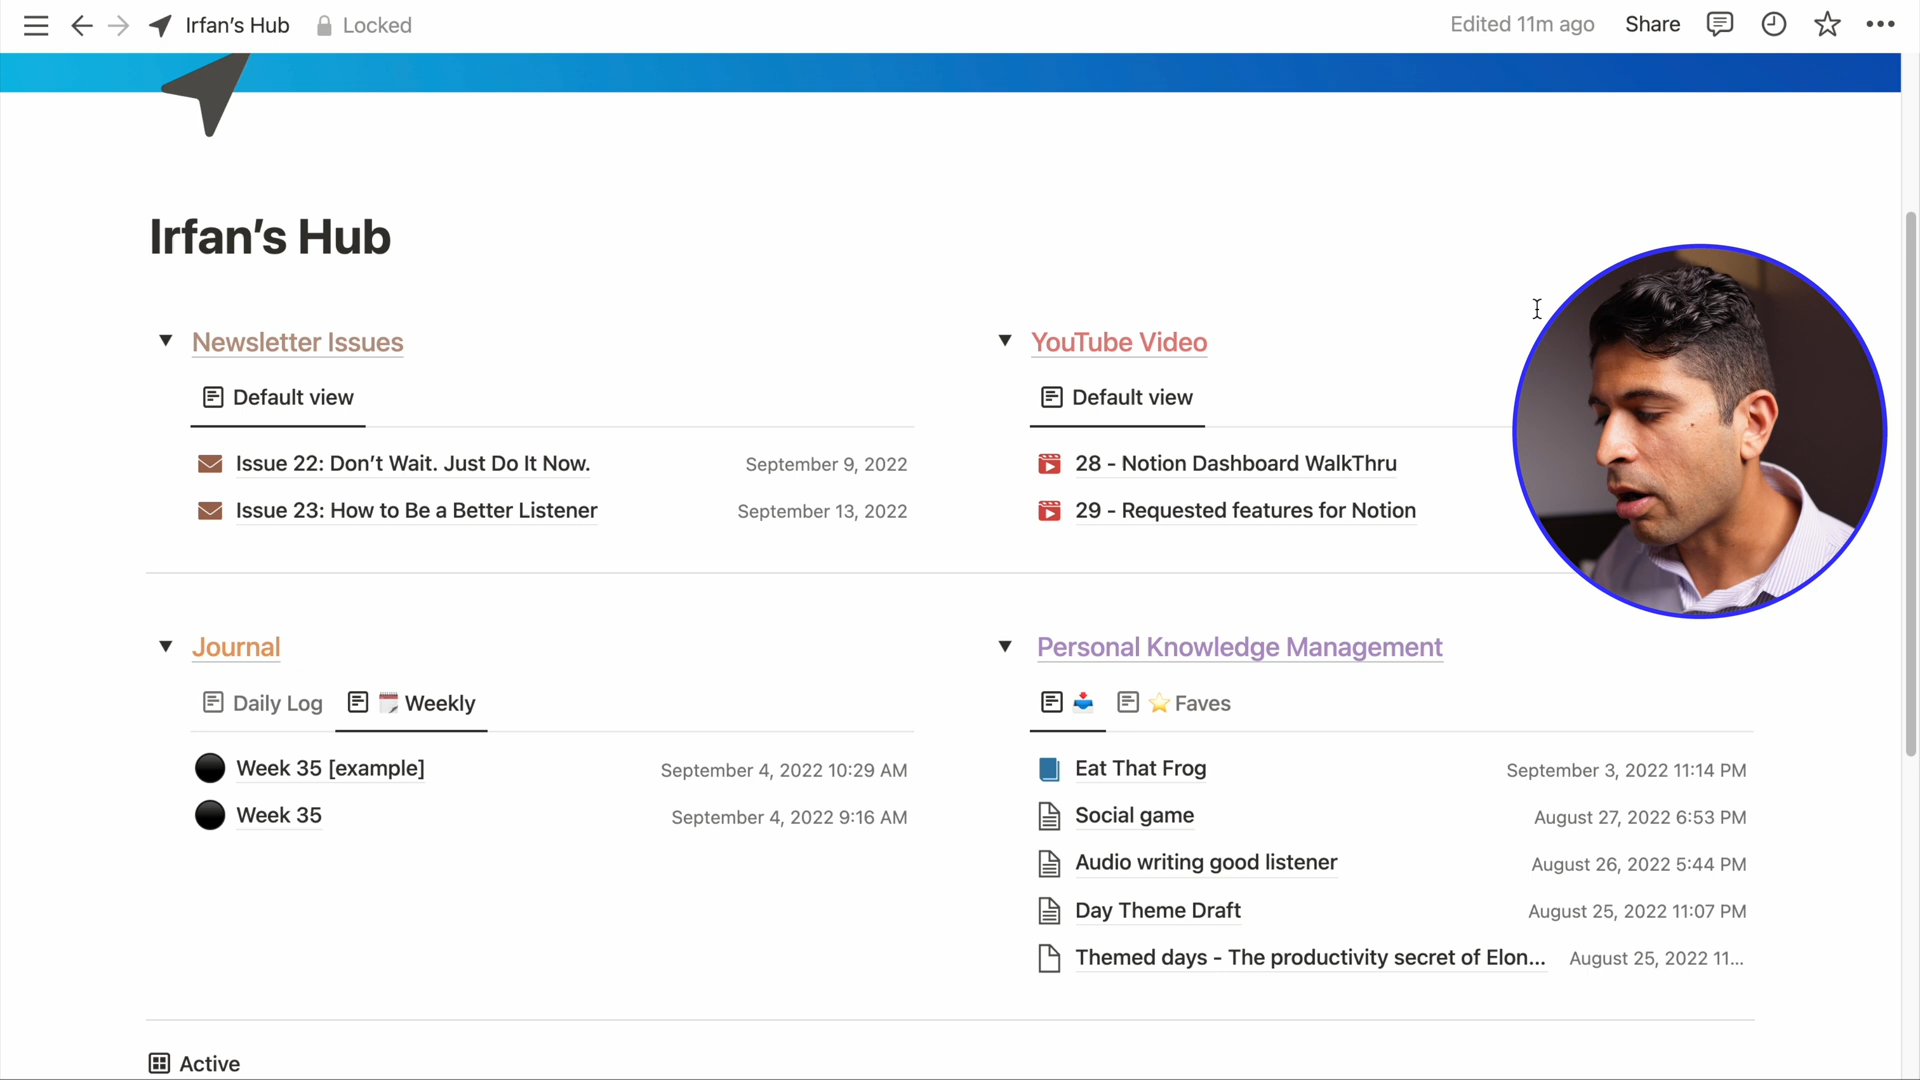 Irfan's Hub Locked Edited 11m ago Share
Irfan's Hub
Newsletter Issues
Default view
Issue 22: Don't Wait. Just Do It Now. September 9, 2022
Issue 23: How to Be a Better Listener September 13, 2022
YouTube Video
Default view
28 - Notion Dashboard WalkThru
29 - Requested features for Notion
Journal
Daily Log Weekly
Week 35 [example] September 4, 2022 10:29 AM
Week 35 September 4, 2022 9:16 AM
Personal Knowledge Management
Faves
Eat That Frog September 3, 2022 11:14 PM
Social game August 27, 2022 6:53 PM
Audio writing good listener August 26, 2022 5:44 PM
Day Theme Draft August 25, 2022 11:07 PM
Themed days - The productivity secret of Elon... August 25, 2022 11...
Active